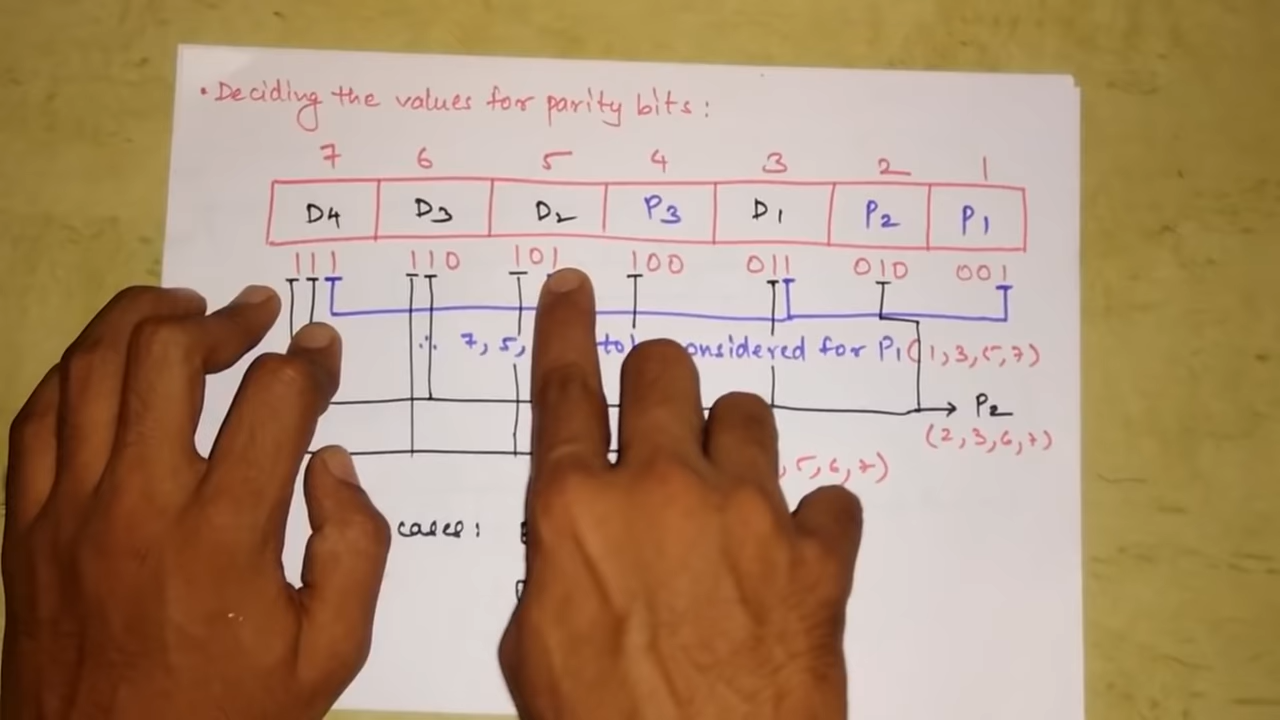 • Deciding the values for parity bits:
7 6 5 4 3 2 1
D4 D3 D2 P3 D1 P2 P1
111 110 101 100 011 010 001
∴ 7, 5, considered for P1 (1,3,5,7)
→ P2
(2,3,6,7)
,5,6,7)
cases: